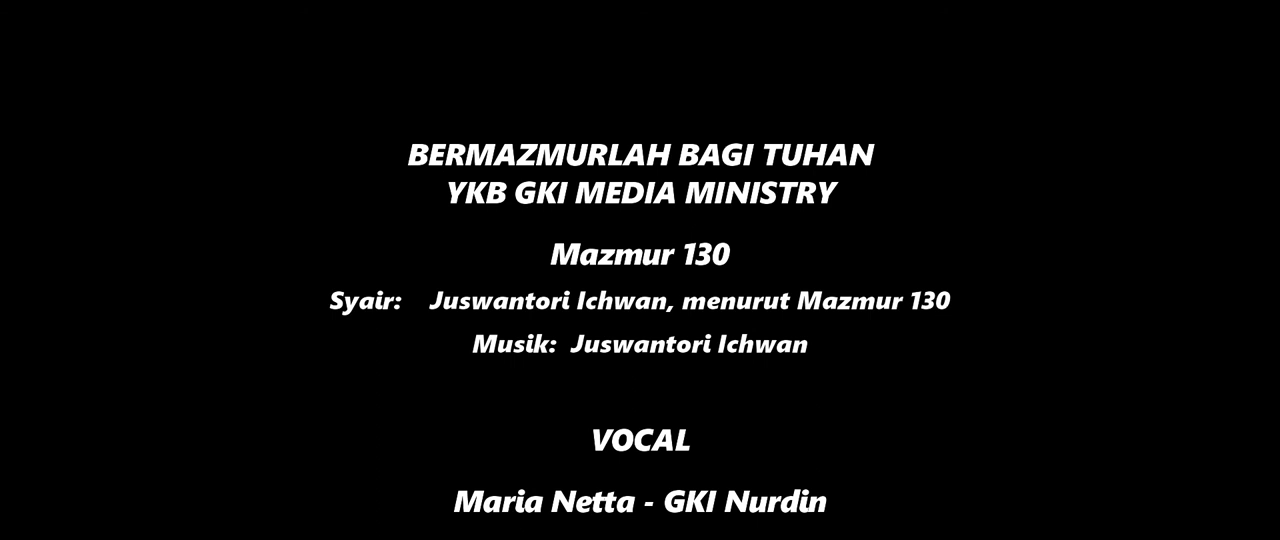 BERMAZMURLAH BAGI TUHAN
YKB GKI MEDIA MINISTRY
Mazmur 130
Syair: Juswantori Ichwan, menurut Mazmur 130
Musik: Juswantori Ichwan
VOCAL
Maria Netta - GKI Nurdin